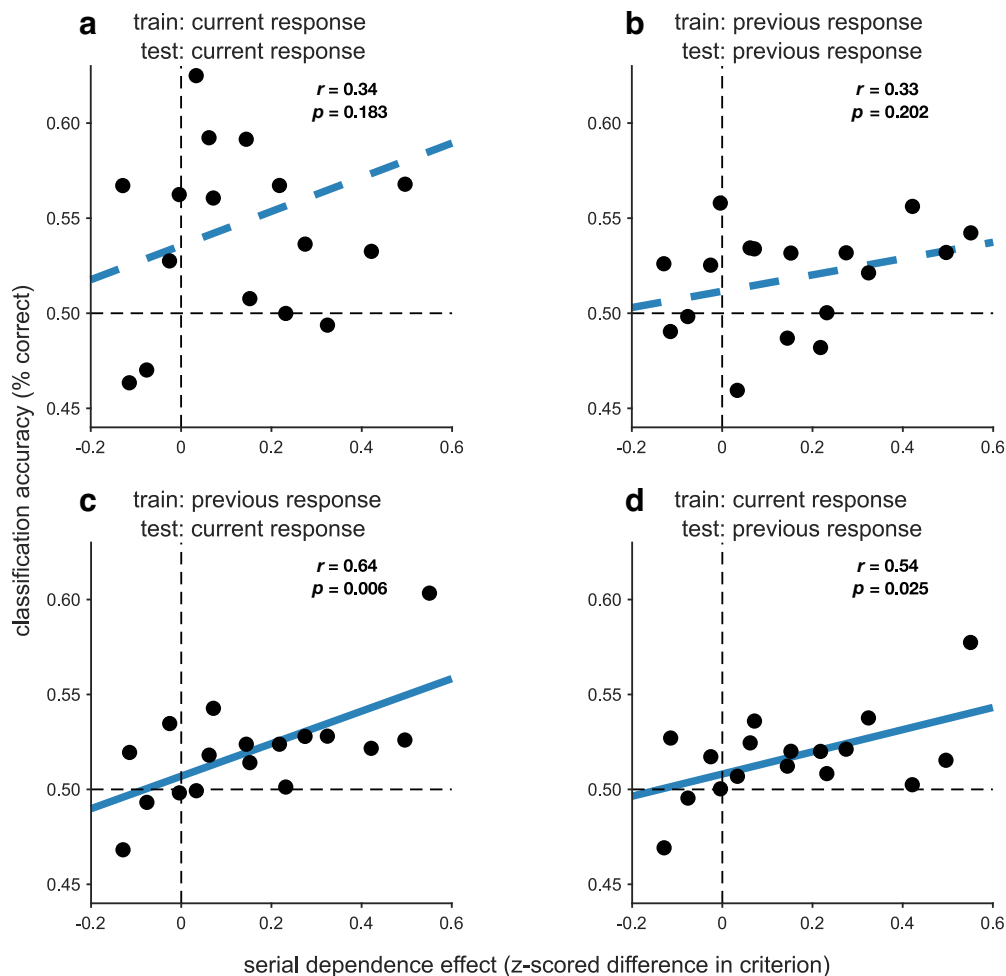 a
train: current response
test: current response
r = 0.34
p = 0.183
0.60
0.55
0.50
0.45
-0.2
0
0.2
0.4
0.6
b
train: previous response
test: previous response
r = 0.33
p = 0.202
0.60
0.55
0.50
0.45
-0.2
0
0.2
0.4
0.6
c
train: previous response
test: current response
r = 0.64
p = 0.006
0.60
0.55
0.50
0.45
-0.2
0
0.2
0.4
0.6
d
train: current response
test: previous response
r = 0.54
p = 0.025
0.60
0.55
0.50
0.45
-0.2
0
0.2
0.4
0.6
classification accuracy (% correct)
serial dependence effect (z-scored difference in criterion)